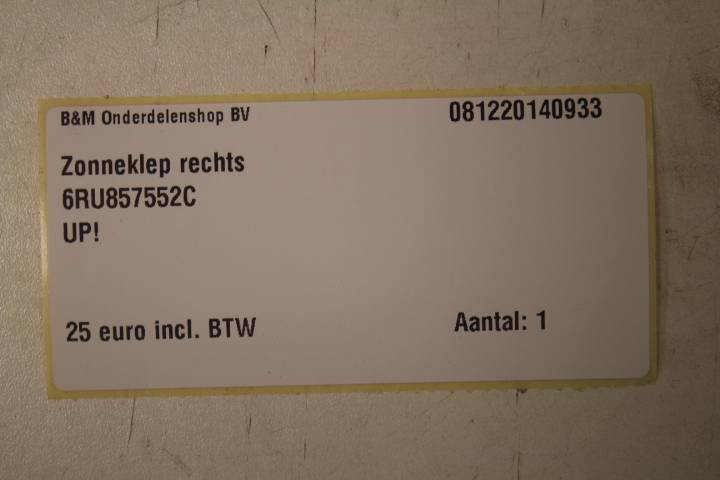 B&M Onderdelenshop BV 081220140933
Zonneklep rechts
6RU857552C
UP!
25 euro incl. BTW Aantal: 1